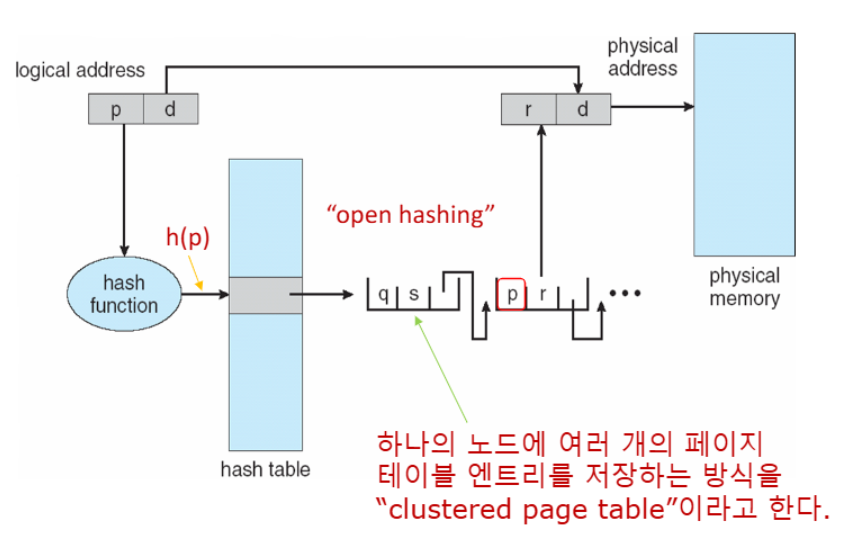 logical address
physical
address
p d
r d
"open hashing"
h(p)
hash
function
q s
p r
•••
physical
memory
hash table
하나의 노드에 여러 개의 페이지
테이블 엔트리를 저장하는 방식을
"clustered page table"이라고 한다.